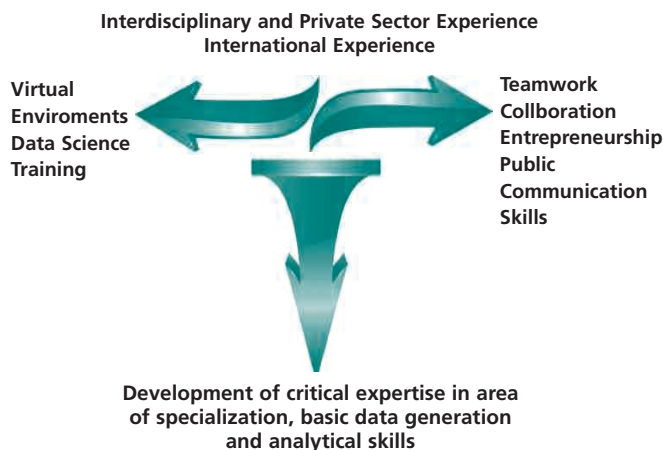 Interdisciplinary and Private Sector Experience
International Experience
Virtual
Enviroments
Data Science
Training
Teamwork
Collboration
Entrepreneurship
Public
Communication
Skills
Development of critical expertise in area
of specialization, basic data generation
and analytical skills